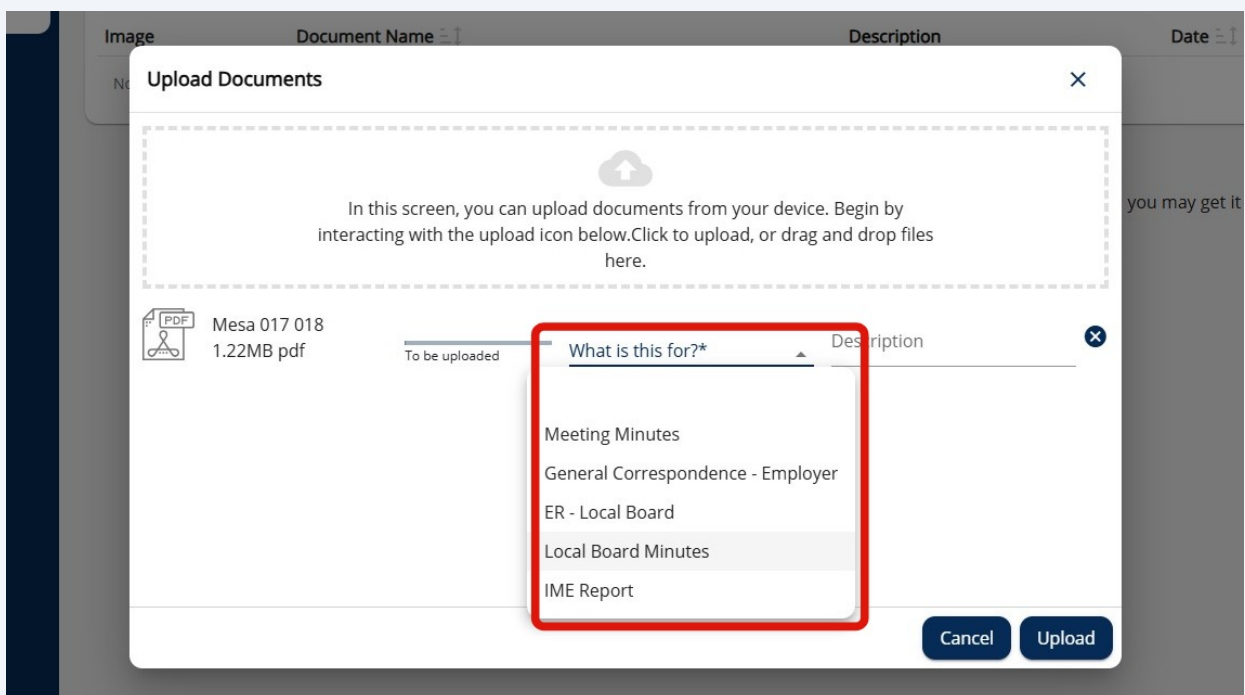 Image Document Name Description Date
Upload Documents
you may get it
In this screen, you can upload documents from your device. Begin by
interacting with the upload icon below.Click to upload, or drag and drop files
here.
PDF
Mesa 017 018
1.22MB pdf
To be uploaded
What is this for?*
Description
Meeting Minutes
General Correspondence - Employer
ER - Local Board
Local Board Minutes
IME Report
Cancel Upload